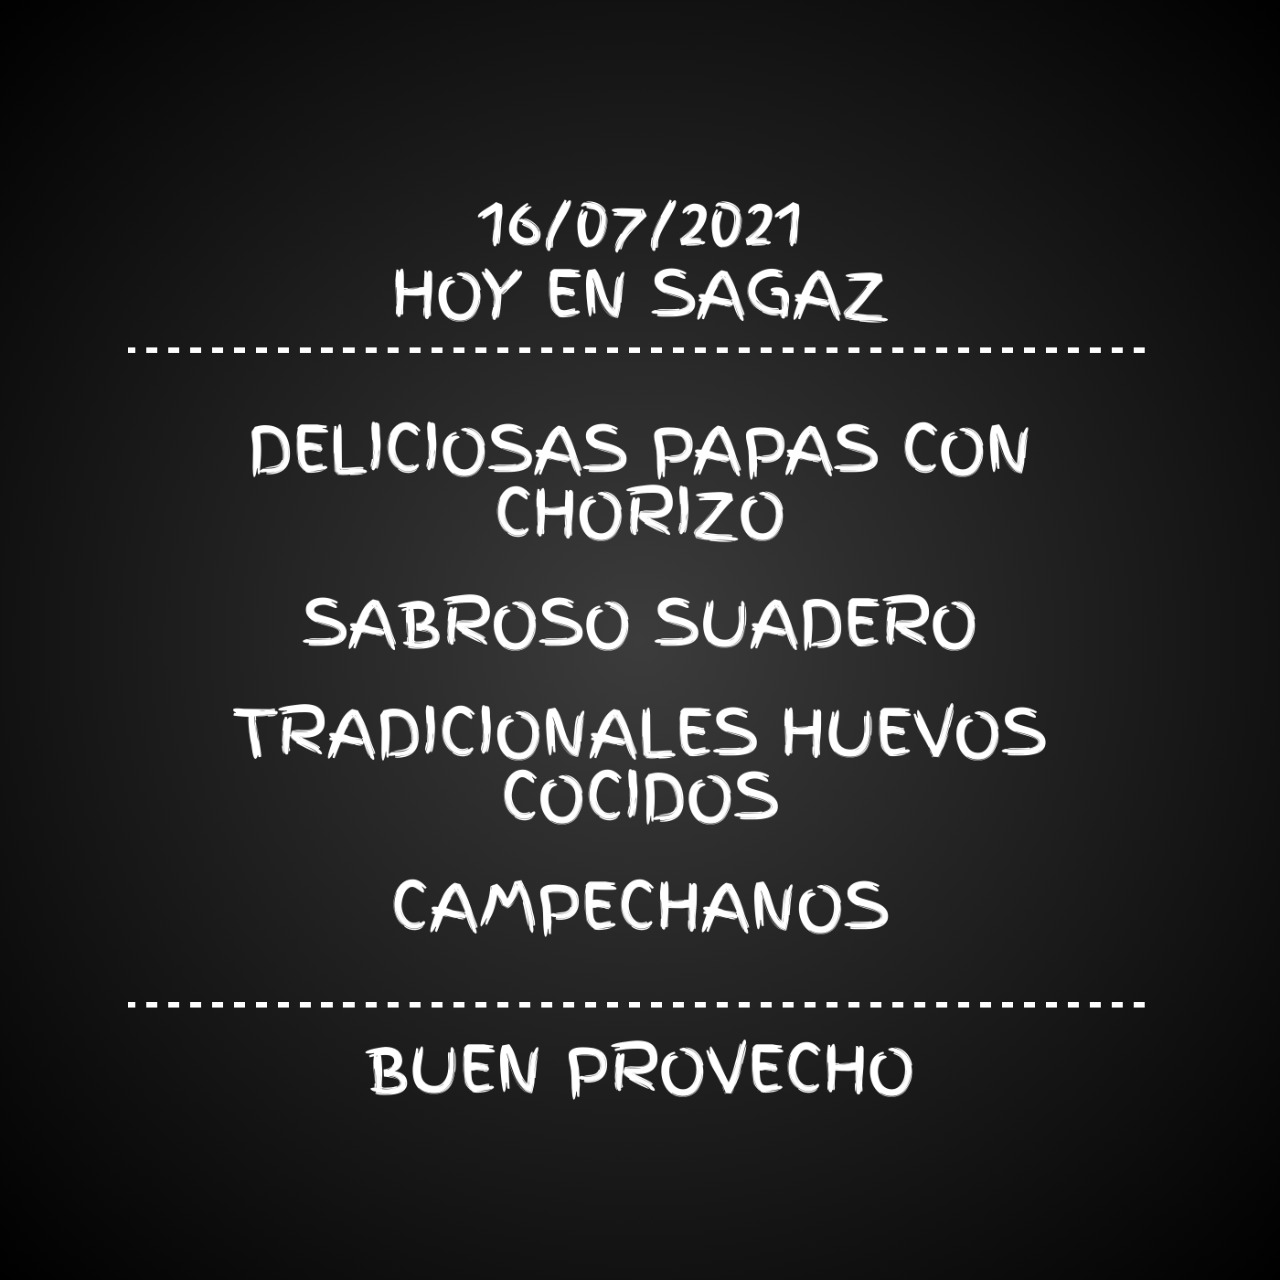 16/07/2021
HOY EN SAGAZ
DELICIOSAS PAPAS CON
CHORIZO
SABROSO SUADERO
TRADICIONALES HUEVOS
COCIDOS
CAMPECHANOS
BUEN PROVECHO